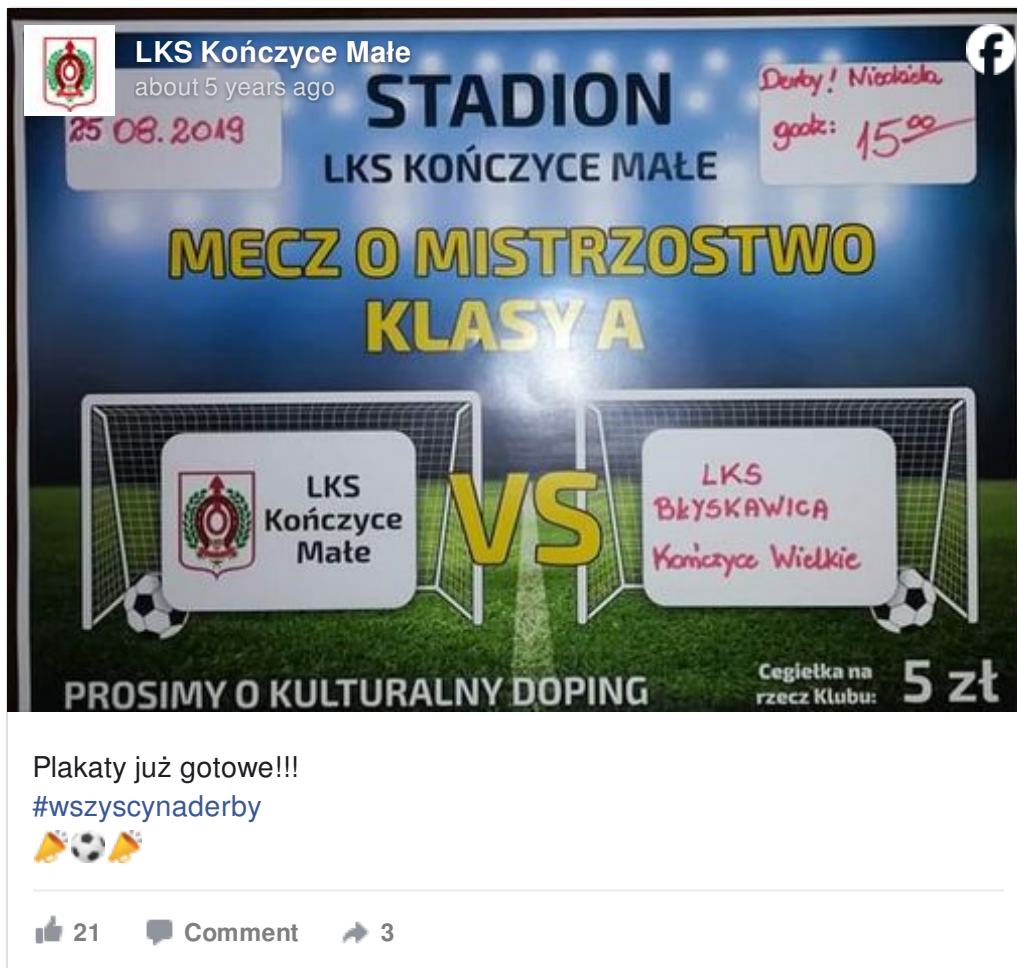 LKS Kończyce Małe
about 5 years ago
25 08.2019
STADION
LKS KOŃCZYCE MAŁE
Derby! Niedziela
godz: 15⁰⁰
MECZ O MISTRZOSTWO
KLASY A
LKS
Kończyce
Małe
VS
LKS
BŁYSKAWICA
Kończyce Wielkie
PROSIMY O KULTURALNY DOPING
Cegiełka na
rzecz Klubu:
5 zł
Plakaty już gotowe!!!
#wszyscynaderby
21
Comment
3